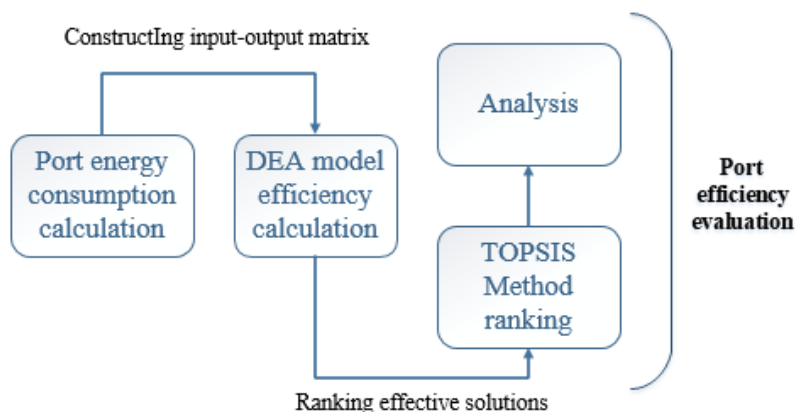 ConstructIng input-output matrix
Port energy
consumption
calculation
DEA model
efficiency
calculation
Analysis
TOPSIS
Method
ranking
Ranking effective solutions
Port
efficiency
evaluation